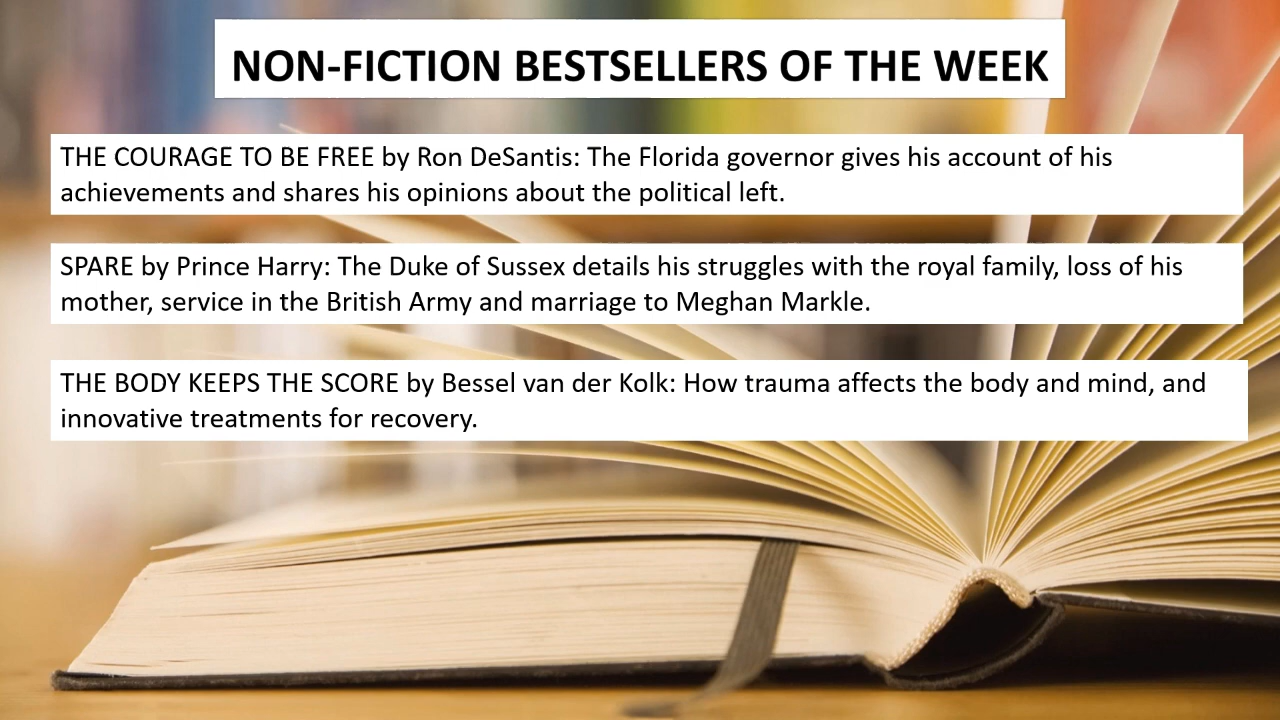 NON-FICTION BESTSELLERS OF THE WEEK
THE COURAGE TO BE FREE by Ron DeSantis: The Florida governor gives his account of his
achievements and shares his opinions about the political left.
SPARE by Prince Harry: The Duke of Sussex details his struggles with the royal family, loss of his
mother, service in the British Army and marriage to Meghan Markle.
THE BODY KEEPS THE SCORE by Bessel van der Kolk: How trauma affects the body and mind, and
innovative treatments for recovery.